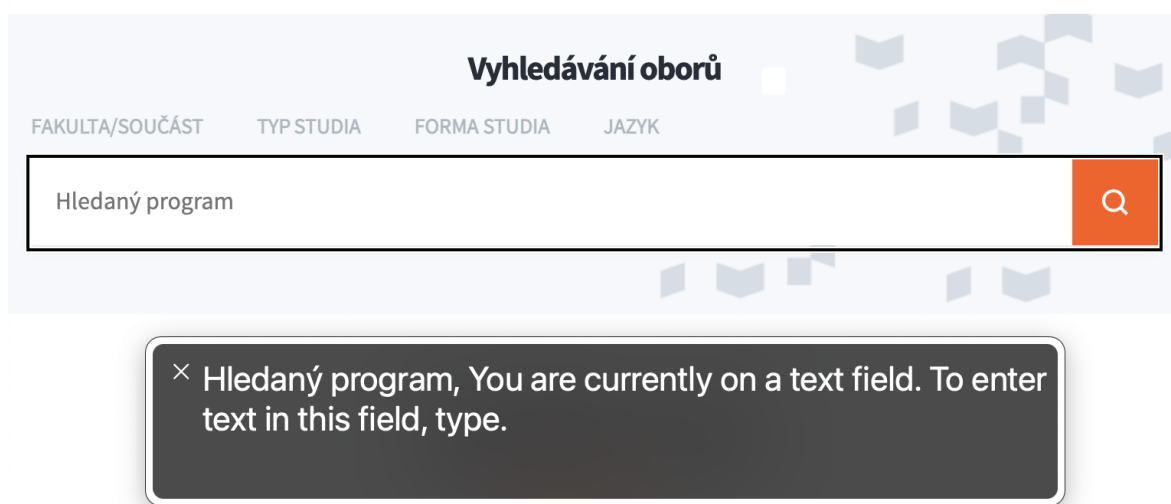 Vyhledávání oborů
FAKULTA/SOUČÁST TYP STUDIA FORMA STUDIA JAZYK
Hledaný program
Hledaný program, You are currently on a text field. To enter
text in this field, type.